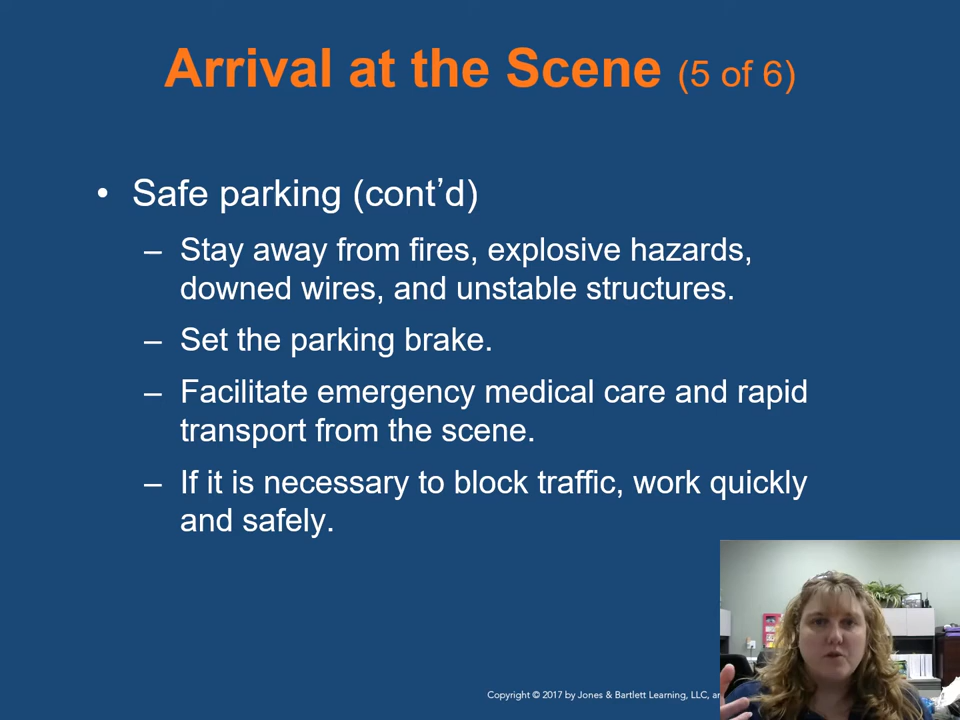 Arrival at the Scene (5 of 6)
• Safe parking (cont’d)
– Stay away from fires, explosive hazards,
downed wires, and unstable structures.
– Set the parking brake.
– Facilitate emergency medical care and rapid
transport from the scene.
– If it is necessary to block traffic, work quickly
and safely.
Copyright © 2017 by Jones & Bartlett Learning, LLC,